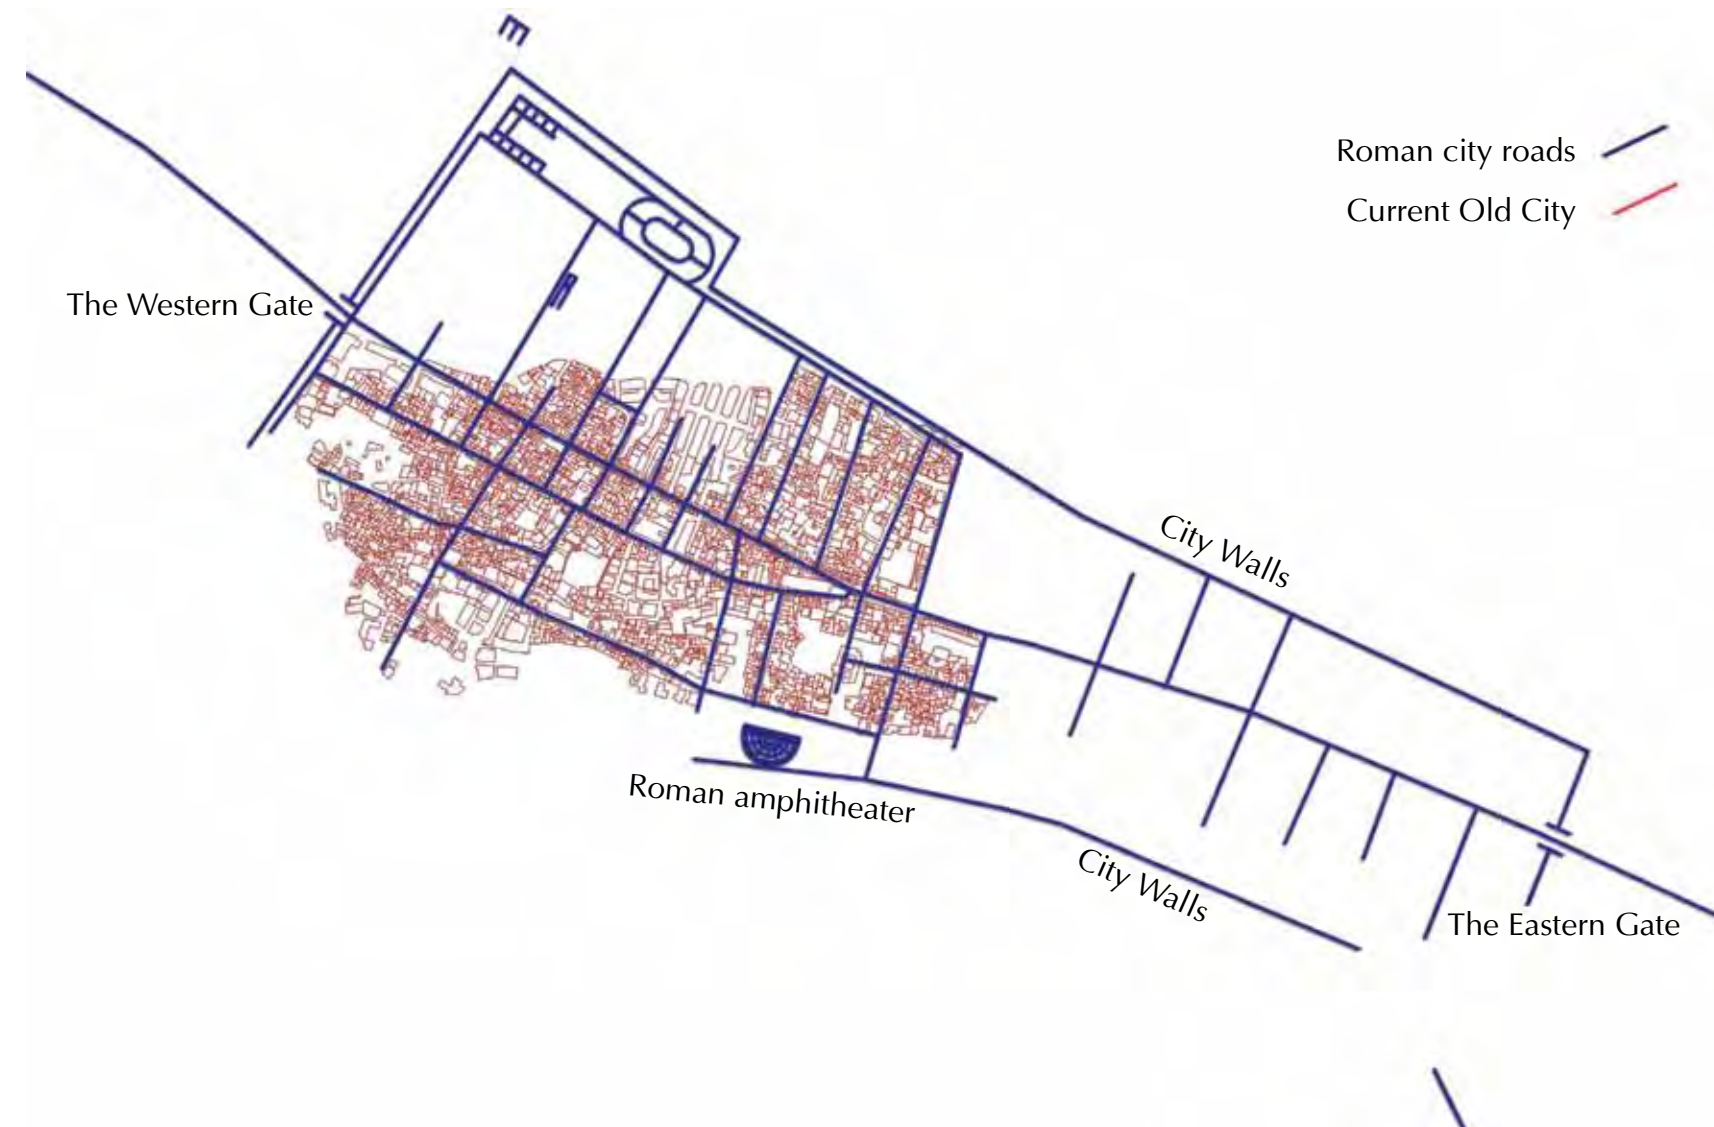 Roman city roads
Current Old City
The Western Gate
City Walls
Roman amphitheater
City Walls
The Eastern Gate